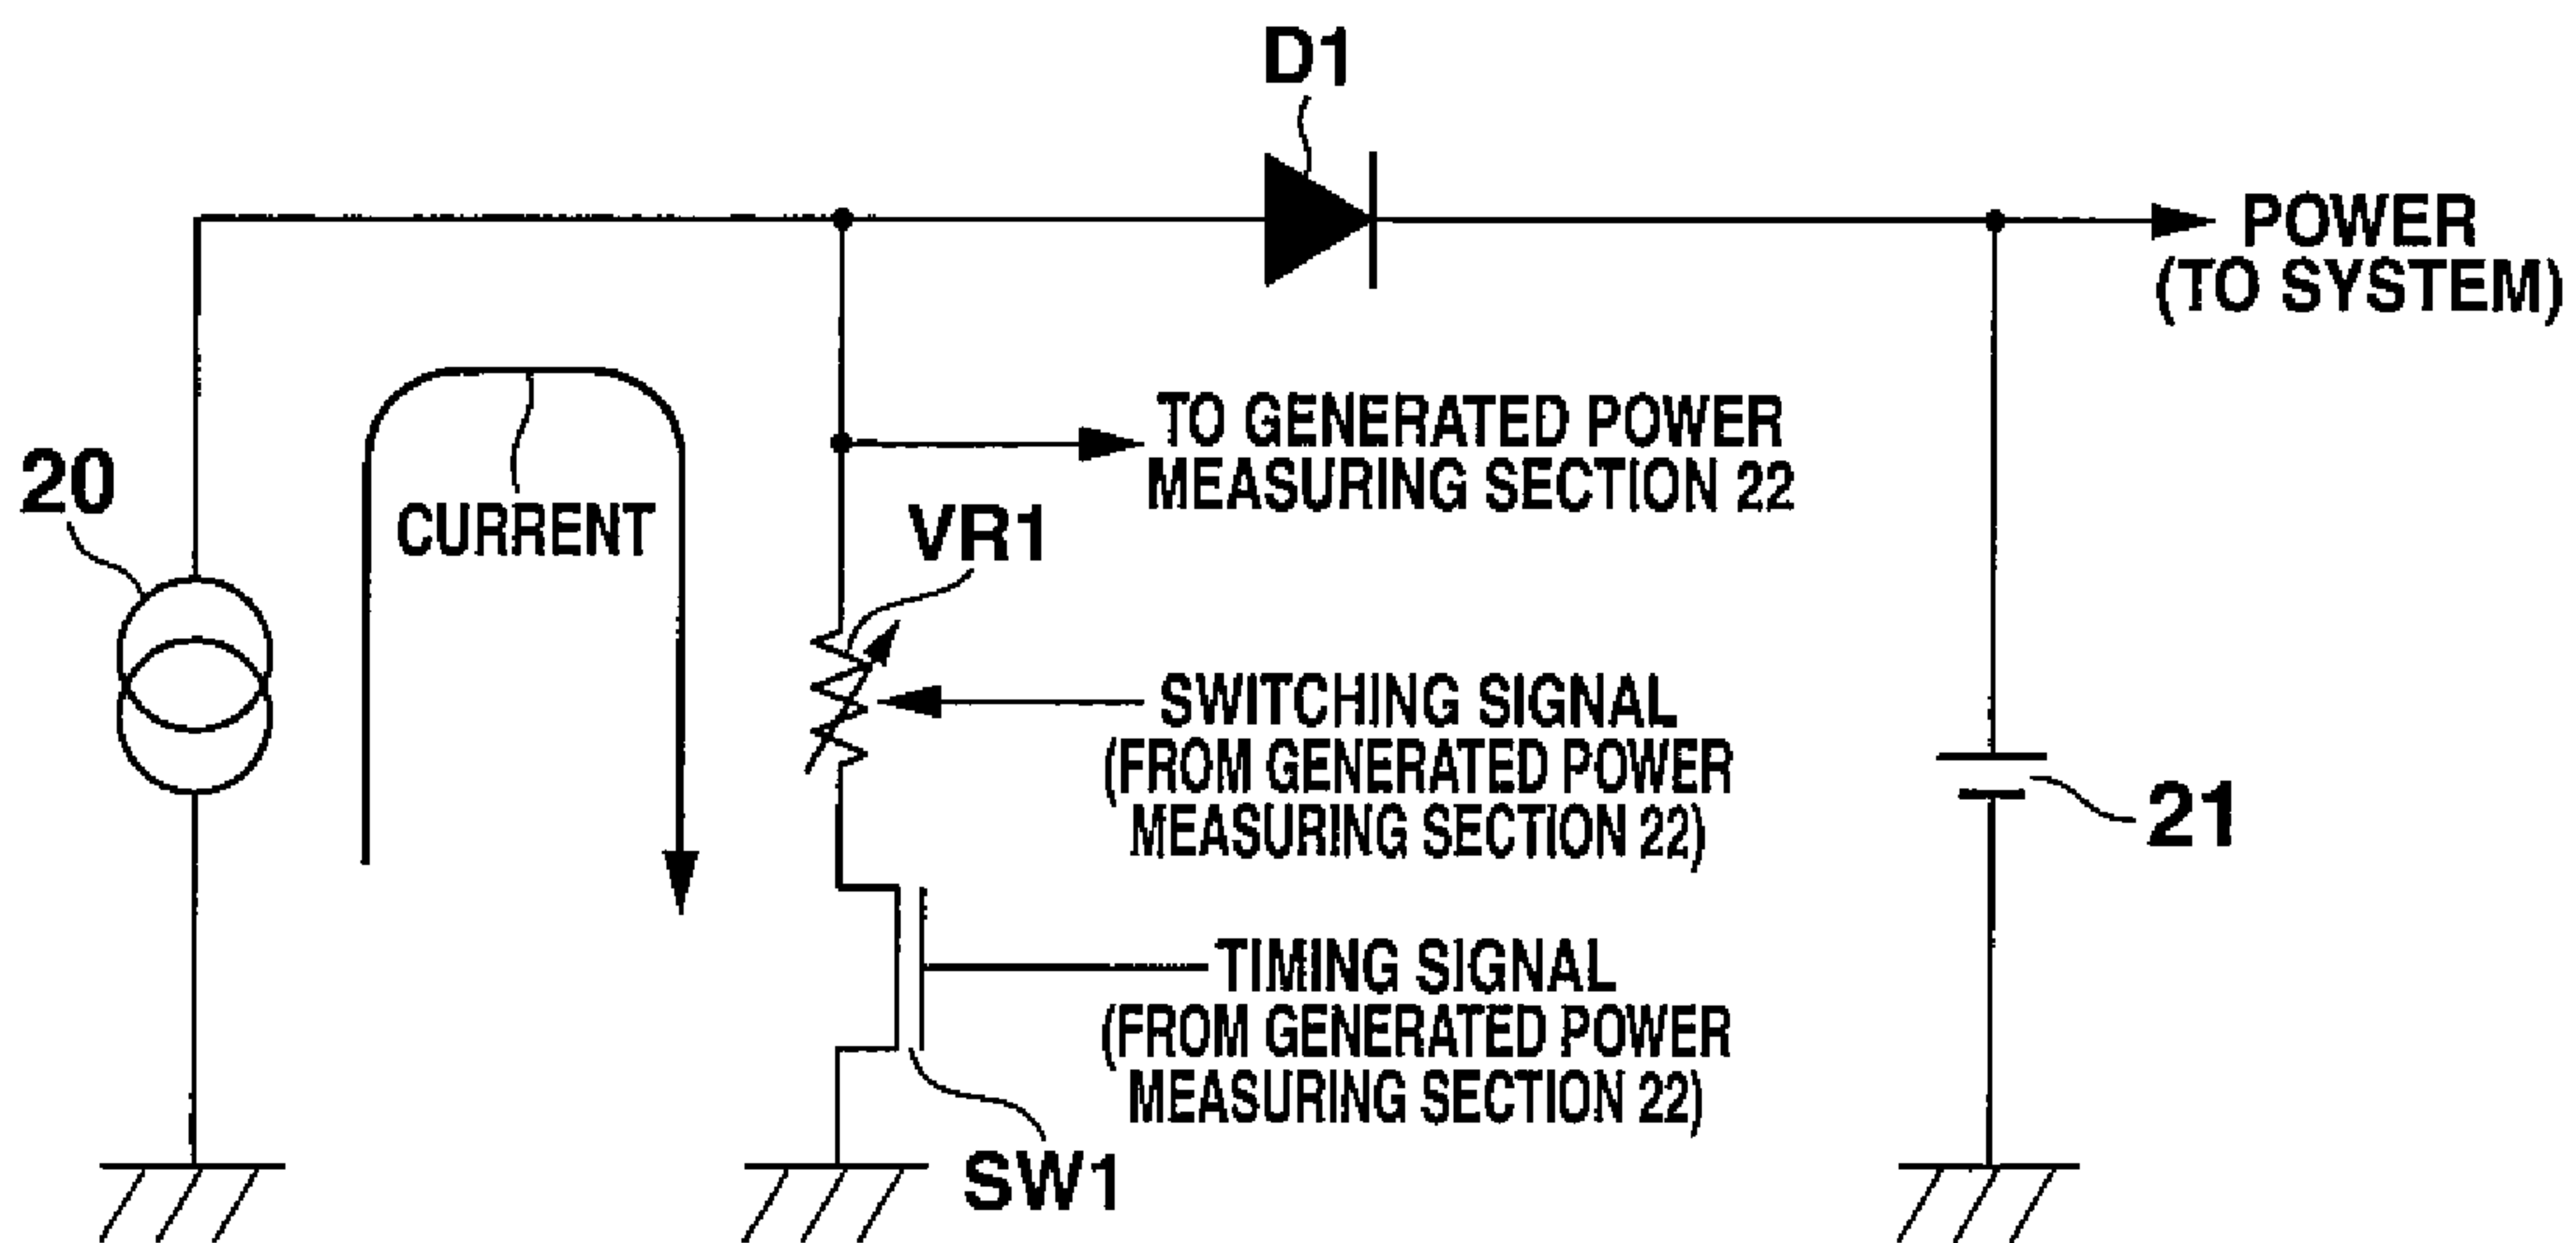 D1
POWER
(TO SYSTEM)
TO GENERATED POWER
MEASURING SECTION 22
20
CURRENT
VR1
SWITCHING SIGNAL
(FROM GENERATED POWER
MEASURING SECTION 22)
21
TIMING SIGNAL
(FROM GENERATED POWER
MEASURING SECTION 22)
SW1